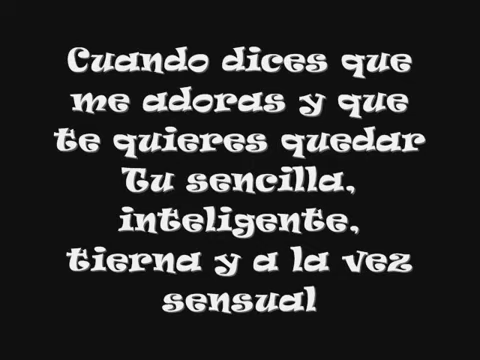 Cuando dices que
me adoras y que
te quieres quedar
Tu sencilla,
inteligente,
tierna y a la vez
sensual